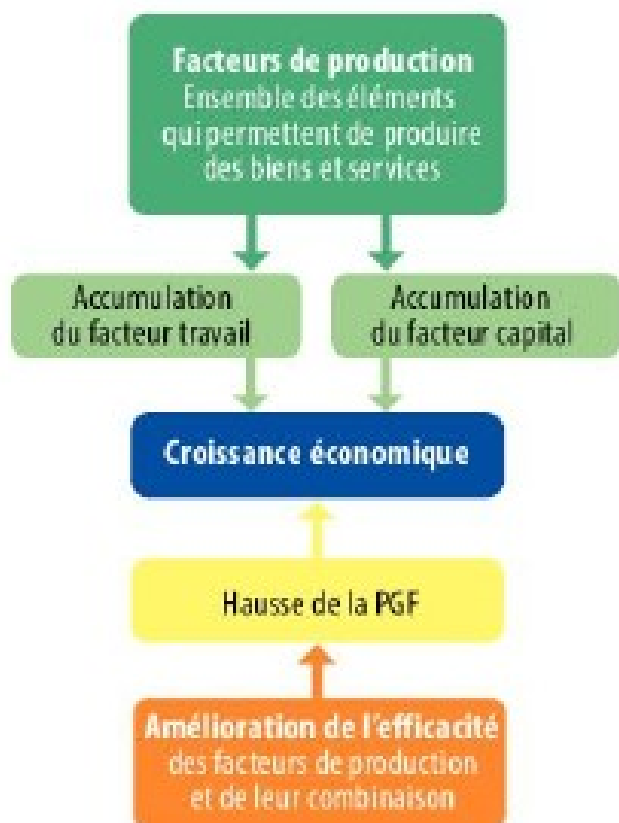 Facteurs de production
Ensemble des éléments
qui permettent de produire
des biens et services
Accumulation
du facteur travail
Accumulation
du facteur capital
Croissance économique
Hausse de la PGF
Amélioration de l'efficacité
des facteurs de production
et de leur combinaison